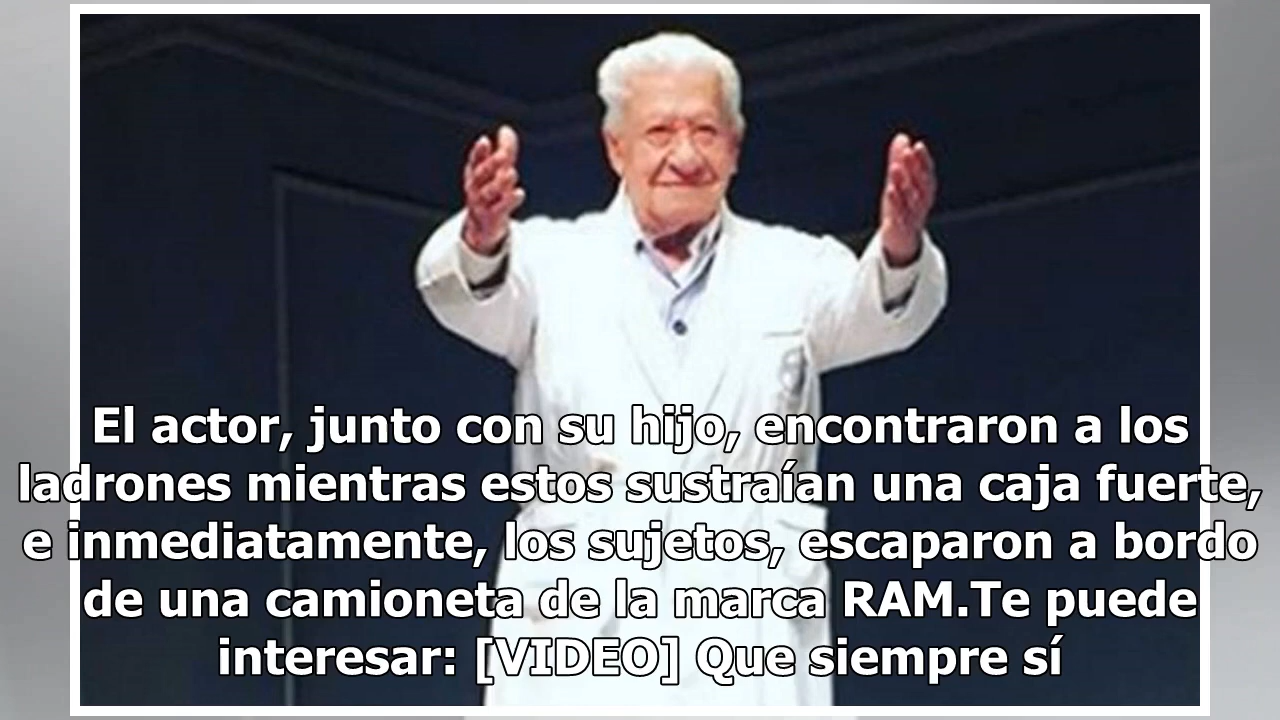 El actor, junto con su hijo, encontraron a los
ladrones mientras estos sustraían una caja fuerte,
e inmediatamente, los sujetos, escaparon a bordo
de una camioneta de la marca RAM.Te puede
interesar: [VIDEO] Que siempre sí